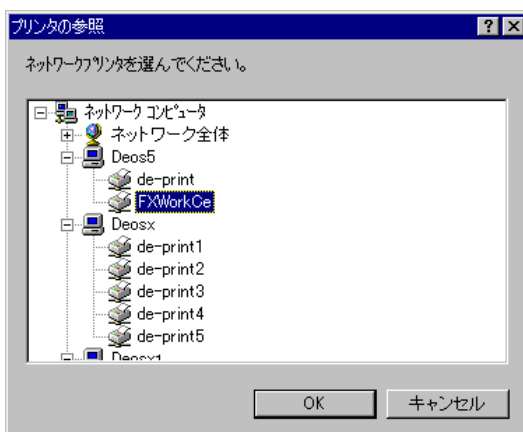 プリンタの参照
ネットワークプリンタを選んでください。
ネットワーク コンピュータ
ネットワーク全体
Deos5
de-print
FXWorkCe
Deosx
de-print1
de-print2
de-print3
de-print4
de-print5
Deosx1
OK キャンセル